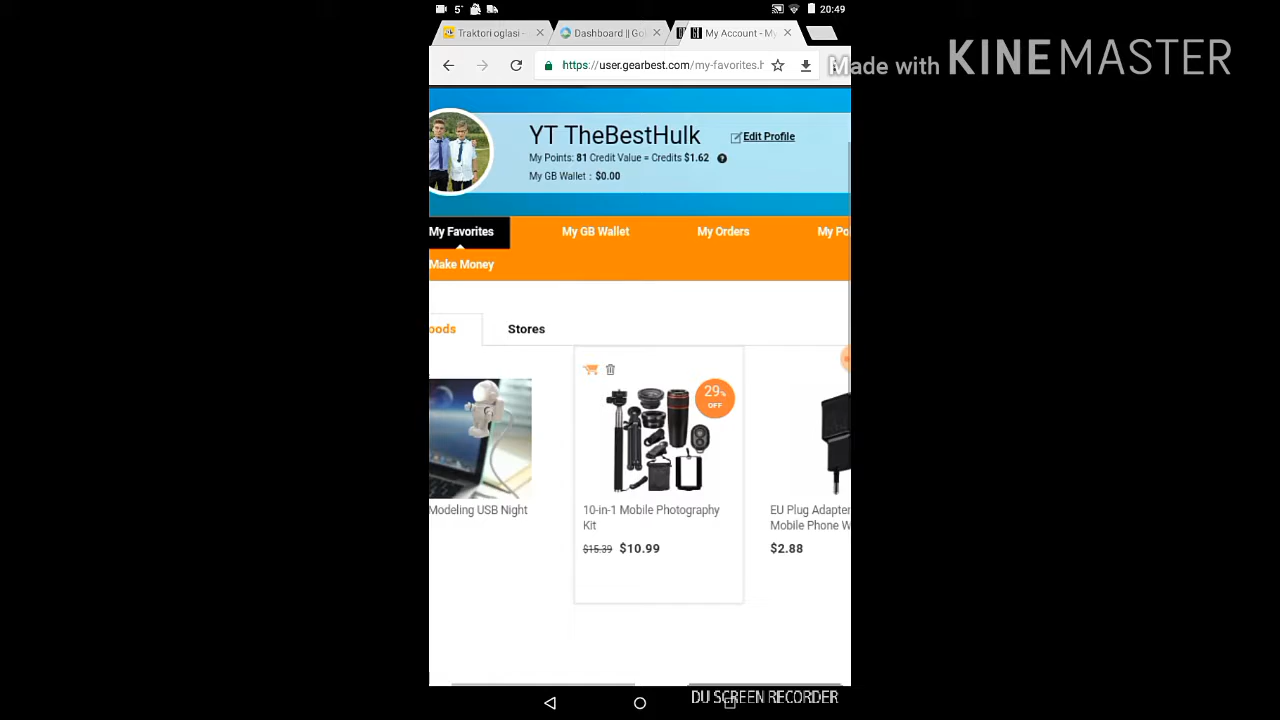 5° 20:49
Traktori oglasi - Dashboard || Gol My Account - My
https://user.gearbest.com/my-favorites.h
Made with KINEMASTER
YT TheBestHulk Edit Profile
My Points: 81 Credit Value = Credits $1.62
My GB Wallet : $0.00
My Favorites My GB Wallet My Orders My Po
Make Money
oods Stores
29% OFF
Modeling USB Night
10-in-1 Mobile Photography
Kit
$15.39 $10.99
EU Plug Adapter
Mobile Phone W
$2.88
DU SCREEN RECORDER